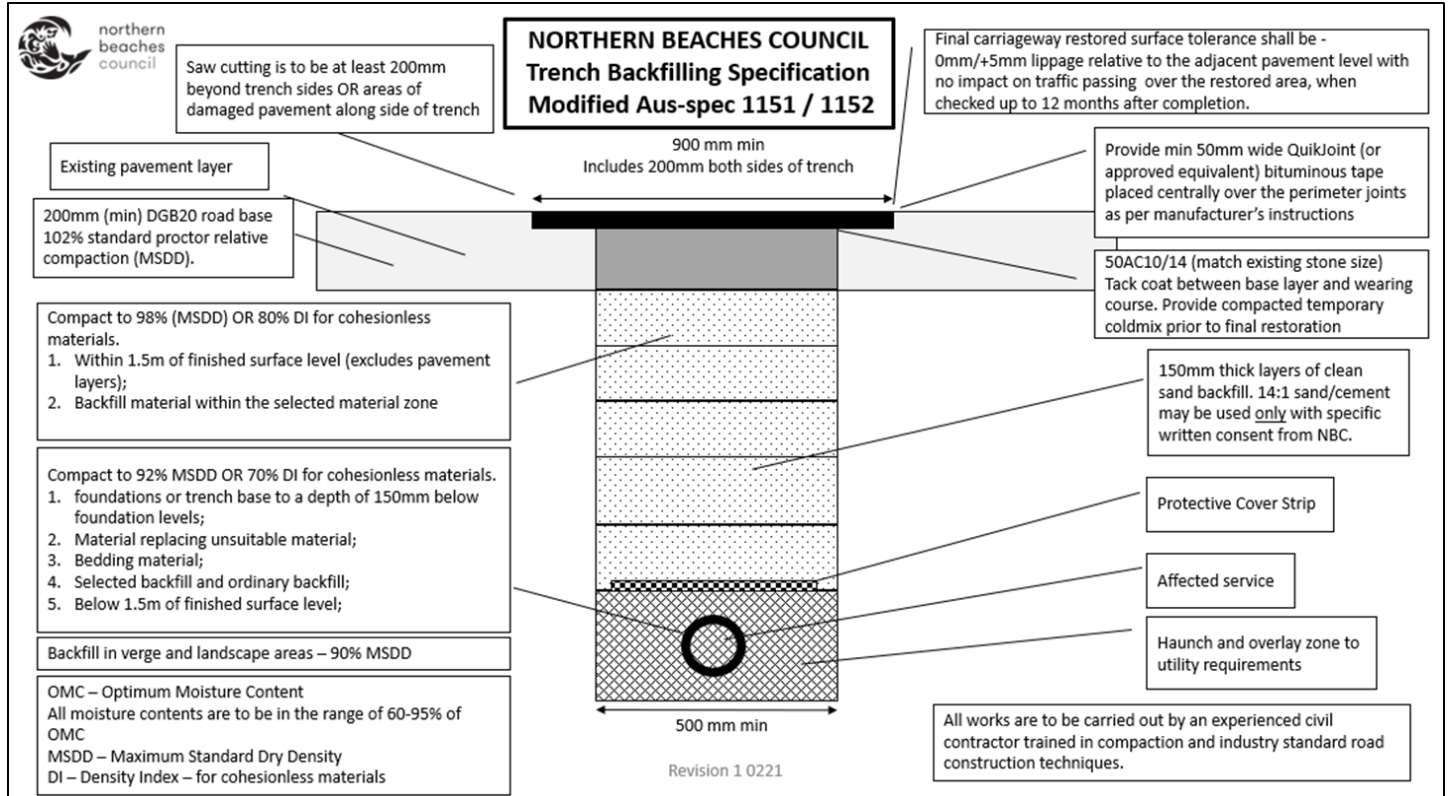 northern
beaches
council
NORTHERN BEACHES COUNCIL
Trench Backfilling Specification
Modified Aus-spec 1151 / 1152
Saw cutting is to be at least 200mm
beyond trench sides OR areas of
damaged pavement along side of trench
Final carriageway restored surface tolerance shall be -
0mm/+5mm lippage relative to the adjacent pavement level with
no impact on traffic passing over the restored area, when
checked up to 12 months after completion.
900 mm min
Includes 200mm both sides of trench
Existing pavement layer
Provide min 50mm wide QuikJoint (or
approved equivalent) bituminous tape
placed centrally over the perimeter joints
as per manufacturer’s instructions
200mm (min) DGB20 road base
102% standard proctor relative
compaction (MSDD).
50AC10/14 (match existing stone size)
Tack coat between base layer and wearing
course. Provide compacted temporary
coldmix prior to final restoration
Compact to 98% (MSDD) OR 80% DI for cohesionless
materials.
1. Within 1.5m of finished surface level (excludes pavement
layers);
2. Backfill material within the selected material zone
150mm thick layers of clean
sand backfill. 14:1 sand/cement
may be used only with specific
written consent from NBC.
Compact to 92% MSDD OR 70% DI for cohesionless materials.
1. foundations or trench base to a depth of 150mm below
foundation levels;
2. Material replacing unsuitable material;
3. Bedding material;
4. Selected backfill and ordinary backfill;
5. Below 1.5m of finished surface level;
Protective Cover Strip
Affected service
Haunch and overlay zone to
utility requirements
Backfill in verge and landscape areas – 90% MSDD
OMC – Optimum Moisture Content
All moisture contents are to be in the range of 60-95% of
OMC
MSDD – Maximum Standard Dry Density
DI – Density Index – for cohesionless materials
500 mm min
Revision 1 0221
All works are to be carried out by an experienced civil
contractor trained in compaction and industry standard road
construction techniques.